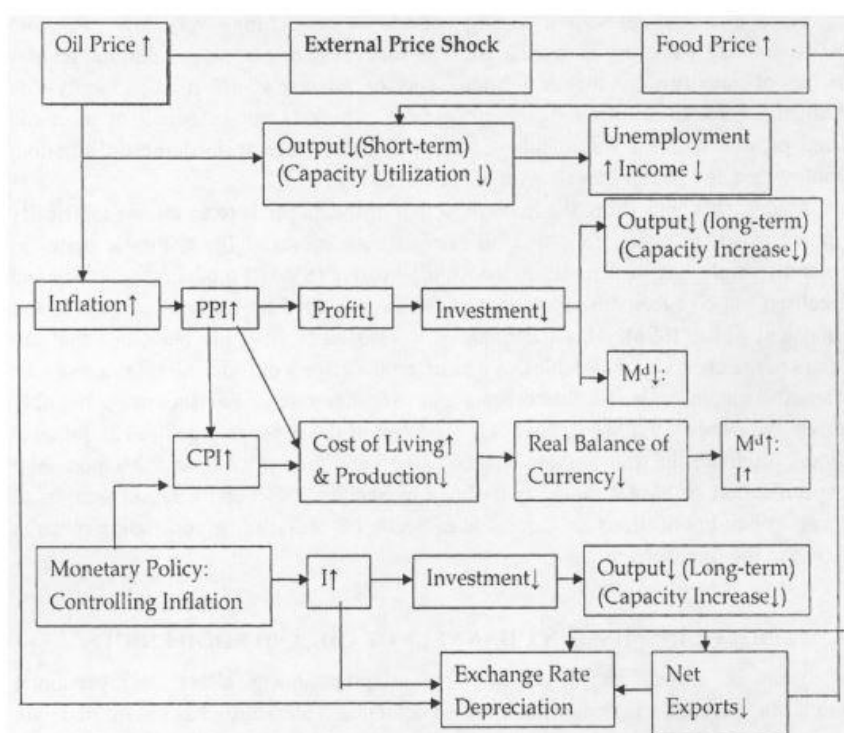 Oil Price ↑
External Price Shock
Food Price ↑
Output↓(Short-term)
(Capacity Utilization ↓)
Unemployment
↑ Income ↓
Output↓ (long-term)
(Capacity Increase↓)
Inflation↑
PPI↑
Profit↓
Investment↓
Mᵈ↓:
CPI↑
Cost of Living↑
& Production↓
Real Balance of
Currency↓
Mᵈ↑:
I↑
Monetary Policy:
Controlling Inflation
I↑
Investment↓
Output↓ (Long-term)
(Capacity Increase↓)
Exchange Rate
Depreciation
Net
Exports↓